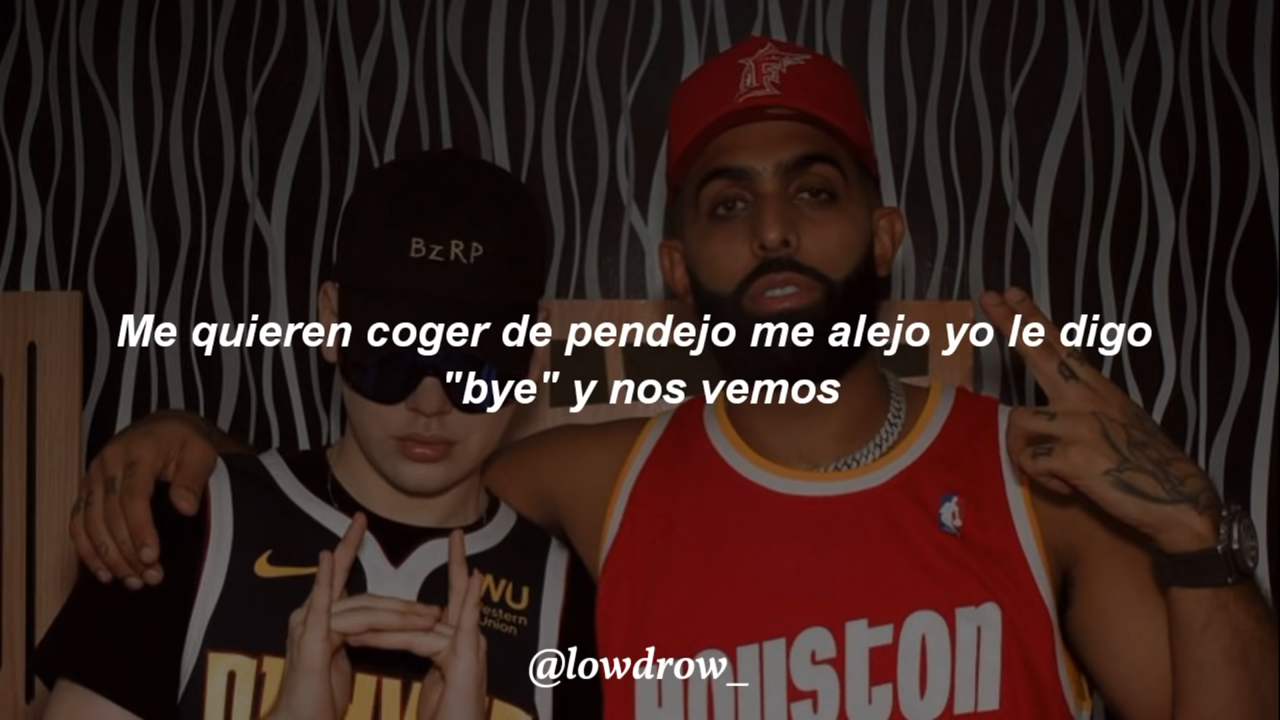 BZRP
Me quieren coger de pendejo me alejo yo le digo
"bye" y nos vemos
WU
Western
Union
HOUSTON
@lowdrow_